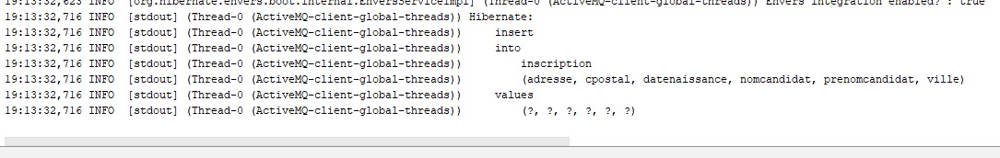 19:13:32,623 INFO  [org.hibernate.envers.boot.internal.EnversServiceImpl] (Thread-0 (ActiveMQ-client-global-threads)) Envers integration enabled? : true
19:13:32,716 INFO  [stdout] (Thread-0 (ActiveMQ-client-global-threads)) Hibernate:
19:13:32,716 INFO  [stdout] (Thread-0 (ActiveMQ-client-global-threads))     insert
19:13:32,716 INFO  [stdout] (Thread-0 (ActiveMQ-client-global-threads))     into
19:13:32,716 INFO  [stdout] (Thread-0 (ActiveMQ-client-global-threads))         inscription
19:13:32,716 INFO  [stdout] (Thread-0 (ActiveMQ-client-global-threads))         (adresse, cpostal, datenaissance, nomcandidat, prenomcandidat, ville)
19:13:32,716 INFO  [stdout] (Thread-0 (ActiveMQ-client-global-threads))     values
19:13:32,716 INFO  [stdout] (Thread-0 (ActiveMQ-client-global-threads))         (?, ?, ?, ?, ?, ?)